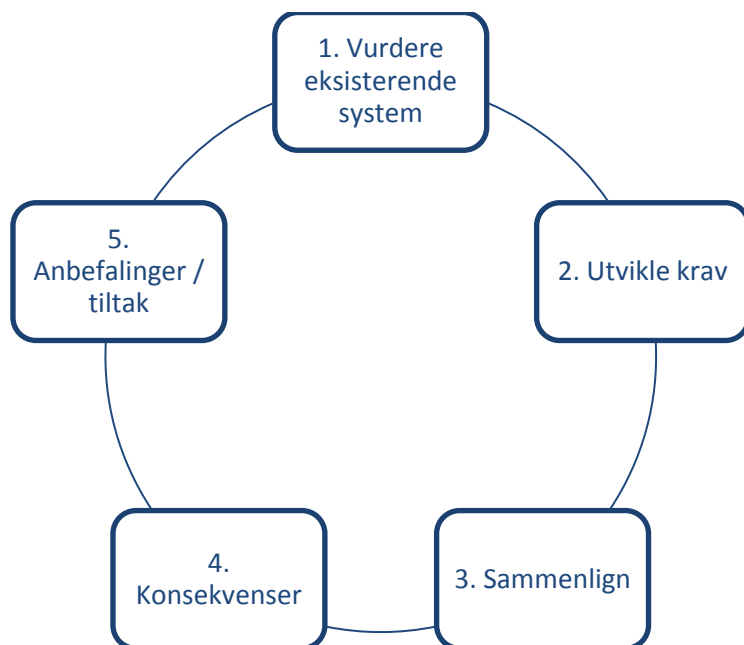 1. Vurdere
eksisterende
system
2. Utvikle krav
3. Sammenlign
4.
Konsekvenser
5.
Anbefalinger /
tiltak